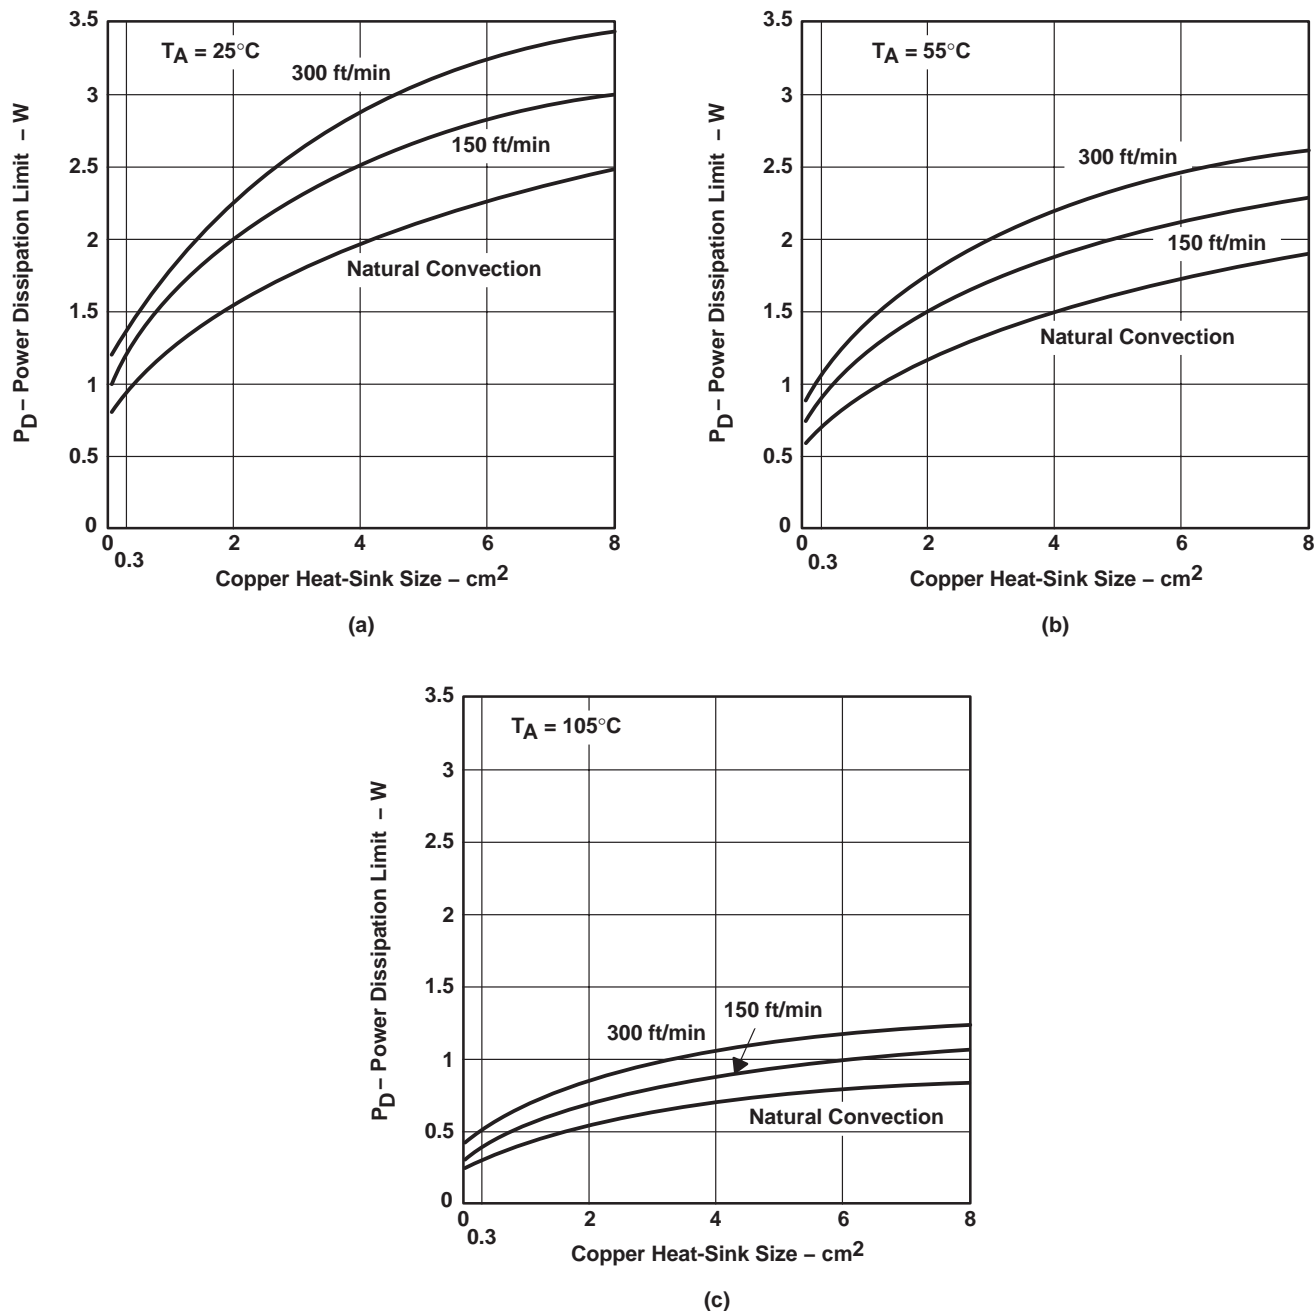 3.5
3
2.5
2
1.5
1
0.5
0
P_D – Power Dissipation Limit – W
T_A = 25°C
300 ft/min
150 ft/min
Natural Convection
0 2 4 6 8
0.3
Copper Heat-Sink Size – cm²
(a)
3.5
3
2.5
2
1.5
1
0.5
0
P_D – Power Dissipation Limit – W
T_A = 55°C
300 ft/min
150 ft/min
Natural Convection
0 2 4 6 8
0.3
Copper Heat-Sink Size – cm²
(b)
3.5
3
2.5
2
1.5
1
0.5
0
P_D – Power Dissipation Limit – W
T_A = 105°C
150 ft/min
300 ft/min
Natural Convection
0 2 4 6 8
0.3
Copper Heat-Sink Size – cm²
(c)